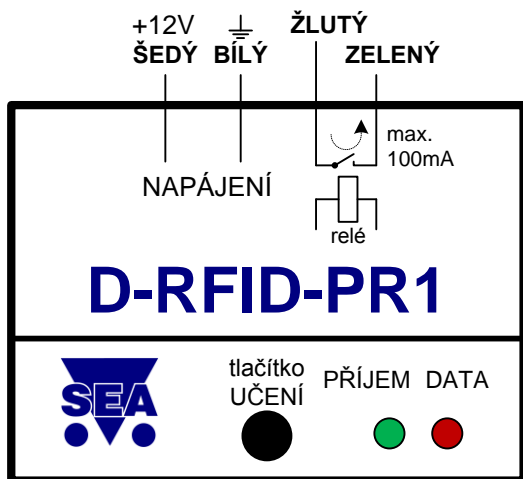 +12V
ŠEDÝ BÍLÝ
ŽLUTÝ
ZELENÝ
max.
100mA
NAPÁJENÍ
relé
D-RFID-PR1
SEA
tlačítko
UČENÍ
PŘÍJEM DATA